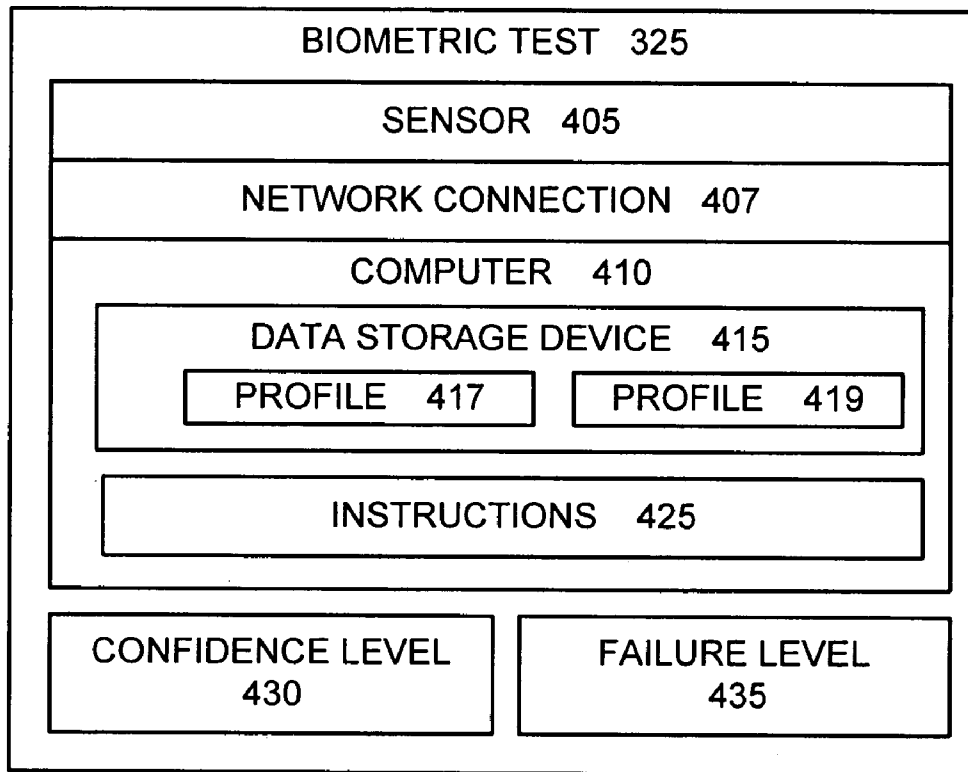 BIOMETRIC TEST 325
SENSOR 405
NETWORK CONNECTION 407
COMPUTER 410
DATA STORAGE DEVICE 415
PROFILE 417
PROFILE 419
INSTRUCTIONS 425
CONFIDENCE LEVEL
430
FAILURE LEVEL
435